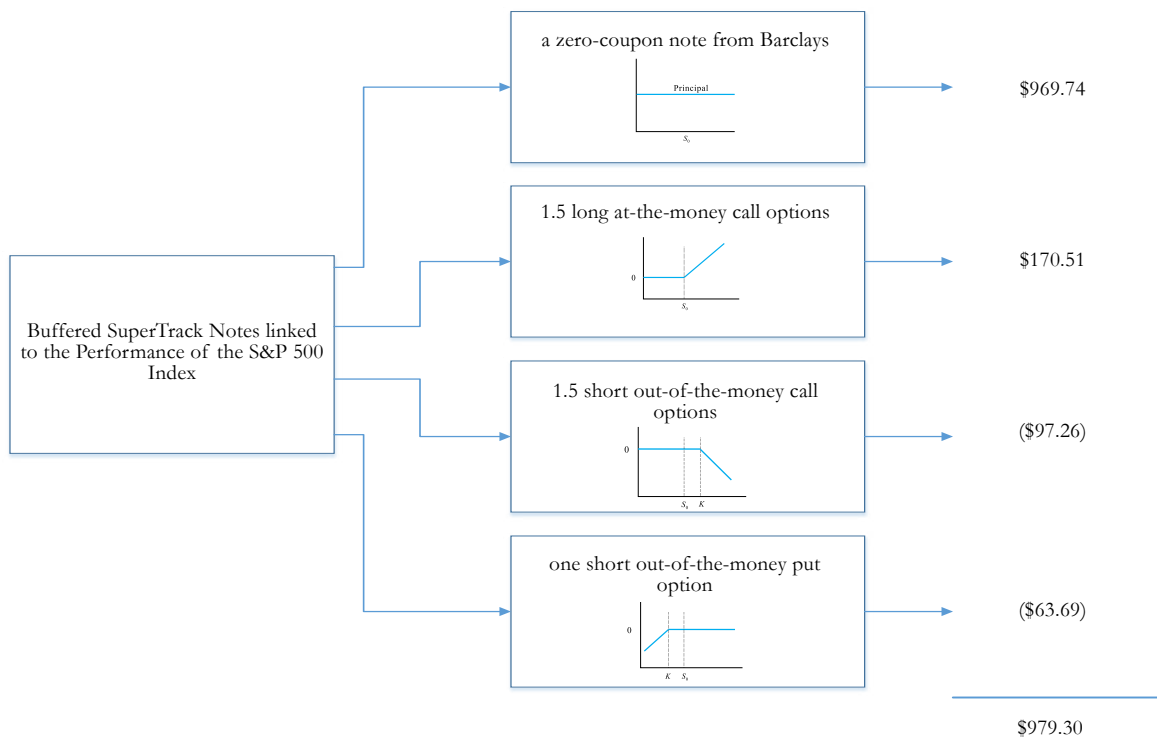 Buffered SuperTrack Notes linked
to the Performance of the S&P 500
Index
a zero-coupon note from Barclays
Principal
S₀
$969.74
1.5 long at-the-money call options
0
S₀
$170.51
1.5 short out-of-the-money call
options
0
S₀ K
($97.26)
one short out-of-the-money put
option
0
K S₀
($63.69)
$979.30